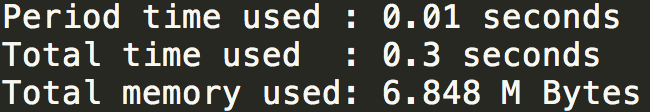 Period time used : 0.01 seconds
Total time used  : 0.3 seconds
Total memory used: 6.848 M Bytes